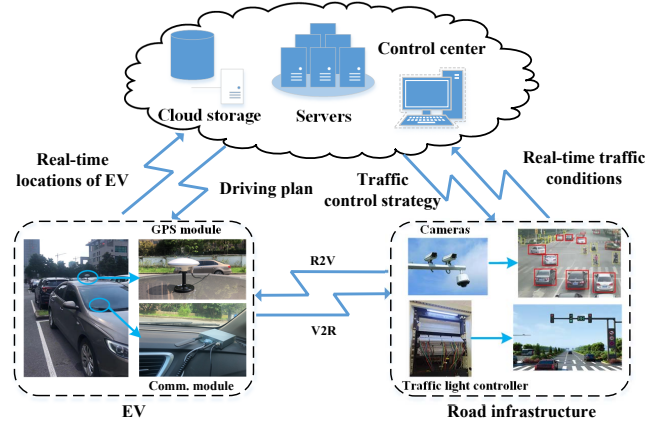 Control center
Cloud storage
Servers
Real-time
locations of EV
Driving plan
Traffic
control strategy
Real-time traffic
conditions
GPS module
Comm. module
EV
R2V
V2R
Cameras
Traffic light controller
Road infrastructure